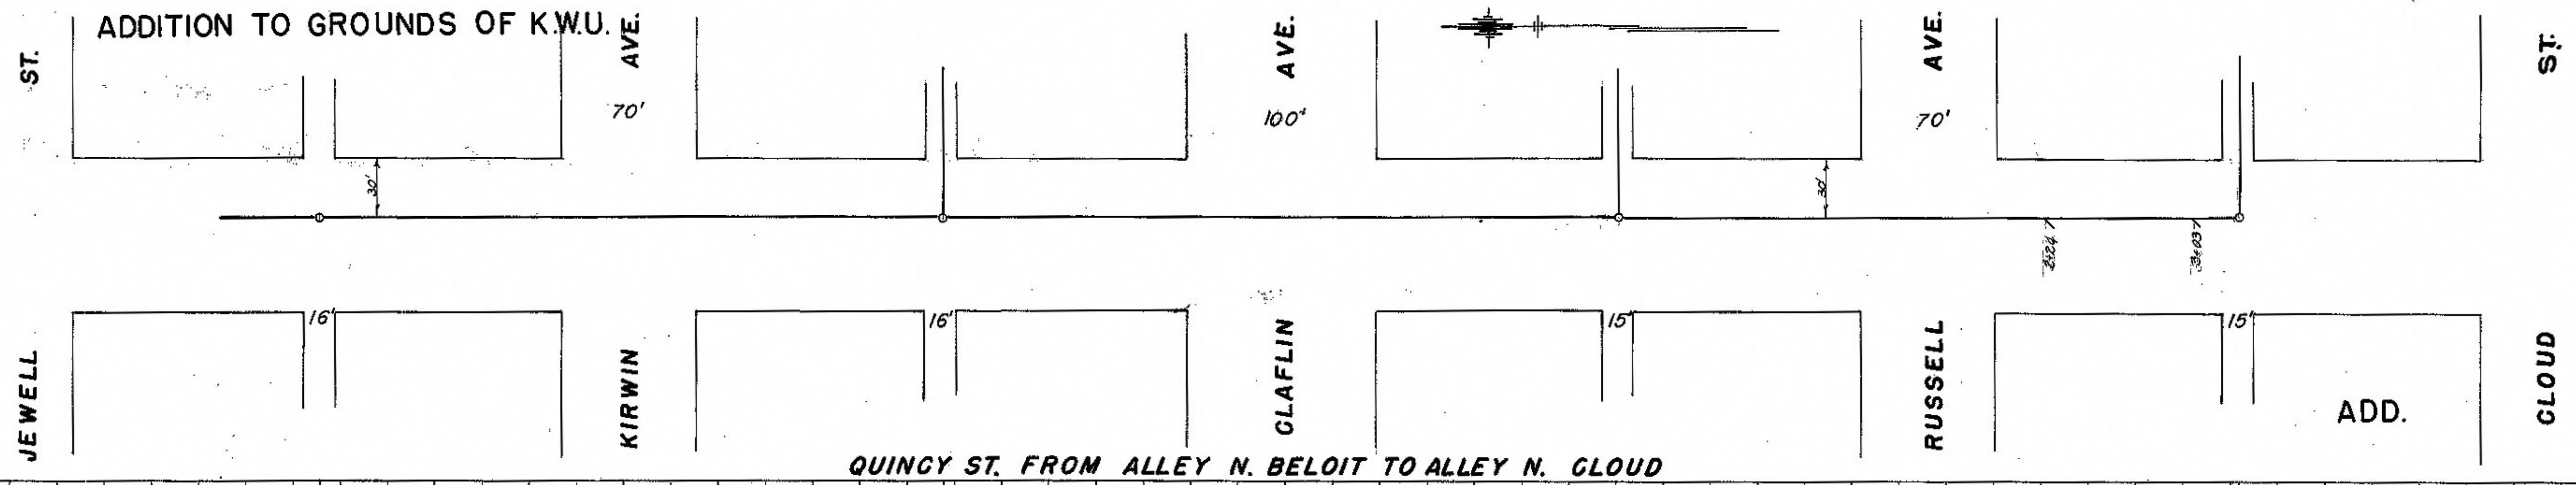 ADDITION TO GROUNDS OF K.W.U.
ST.
AVE.
AVE.
AVE.
ST.
70'
100'
70'
30'
30'
16'
16'
15'
15'
JEWELL
KIRWIN
CLAFLIN
RUSSELL
CLOUD
ADD.
QUINCY ST. FROM ALLEY N. BELOIT TO ALLEY N. CLOUD